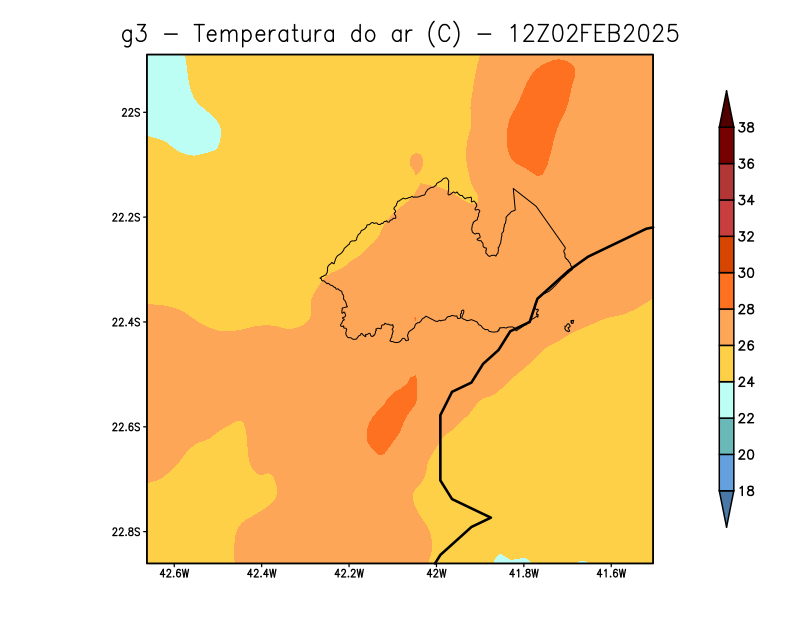 g3 – Temperatura do ar (C) – 12Z02FEB2025
22S
22.2S
22.4S
22.6S
22.8S
42.6W
42.4W
42.2W
42W
41.8W
41.6W
38
36
34
32
30
28
26
24
22
20
18